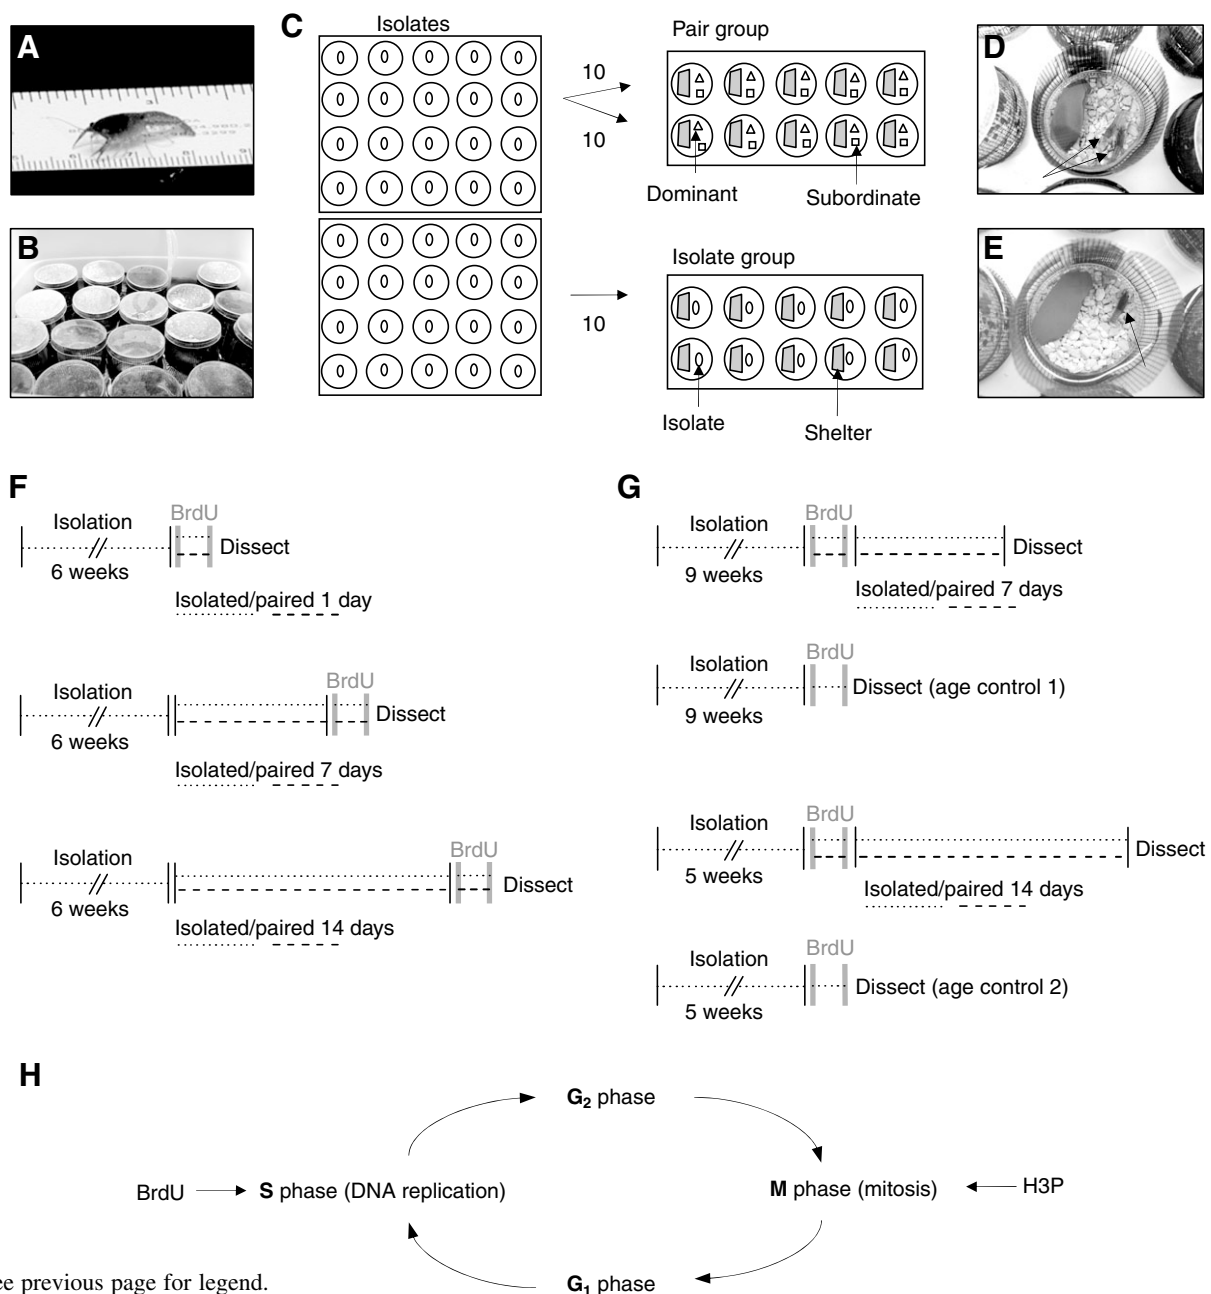 A
B
C
Isolates
10
10
10
Pair group
Dominant
Subordinate
Isolate group
Isolate
Shelter
D
E
F
Isolation
6 weeks
BrdU
Dissect
Isolated/paired 1 day
Isolation
6 weeks
BrdU
Dissect
Isolated/paired 7 days
Isolation
6 weeks
BrdU
Dissect
Isolated/paired 14 days
G
Isolation
9 weeks
BrdU
Dissect
Isolated/paired 7 days
Isolation
9 weeks
BrdU
Dissect (age control 1)
Isolation
5 weeks
BrdU
Dissect
Isolated/paired 14 days
Isolation
5 weeks
BrdU
Dissect (age control 2)
H
G₂ phase
BrdU
S phase (DNA replication)
M phase (mitosis)
H3P
G₁ phase
previous page for legend.